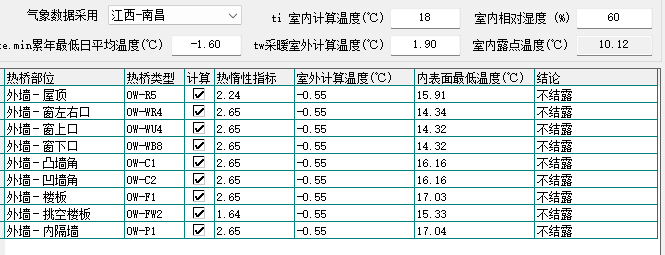 气象数据采用 江西-南昌 ti 室内计算温度(℃) 18 室内相对湿度 (%) 60
te.min累年最低日平均温度(℃) -1.60 tw采暖室外计算温度(℃) 1.90 室内露点温度(℃) 10.12
热桥部位 热桥类型 计算 热惰性指标 室外计算温度(℃) 内表面最低温度(℃) 结论
外墙－屋顶 OW-R5 2.24 -0.55 15.91 不结露
外墙－窗左右口 OW-WR4 2.65 -0.55 14.34 不结露
外墙－窗上口 OW-WU4 2.65 -0.55 14.32 不结露
外墙－窗下口 OW-WB8 2.65 -0.55 14.32 不结露
外墙－凸墙角 OW-C1 2.65 -0.55 16.16 不结露
外墙－凹墙角 OW-C2 2.65 -0.55 16.16 不结露
外墙－楼板 OW-F1 2.65 -0.55 17.03 不结露
外墙－挑空楼板 OW-FW2 1.64 -0.55 15.33 不结露
外墙－内隔墙 OW-P1 2.65 -0.55 17.04 不结露